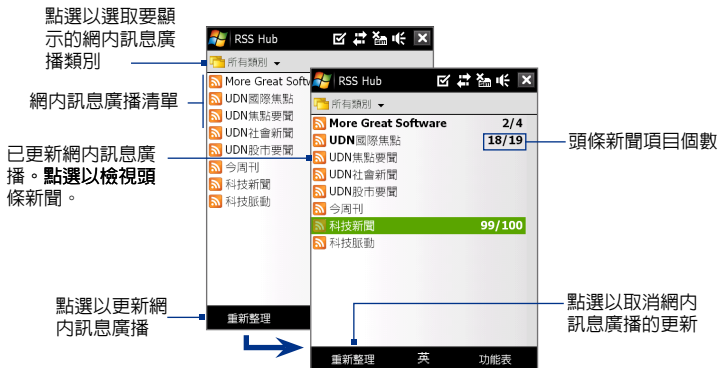 點選以選取要顯
示的網內訊息廣
播類別
網內訊息廣播清單
已更新網內訊息廣
播。點選以檢視頭
條新聞。
點選以更新網
內訊息廣播
RSS Hub
所有類別
More Great Softw
UDN國際焦點
UDN焦點要聞
UDN社會新聞
UDN股市要聞
今周刊
科技新聞
科技脈動
重新整理
RSS Hub
所有類別
More Great Software 2/4
UDN國際焦點 18/19
UDN焦點要聞
UDN社會新聞
UDN股市要聞
今周刊
科技新聞 99/100
科技脈動
重新整理 英 功能表
頭條新聞項目個數
點選以取消網內
訊息廣播的更新